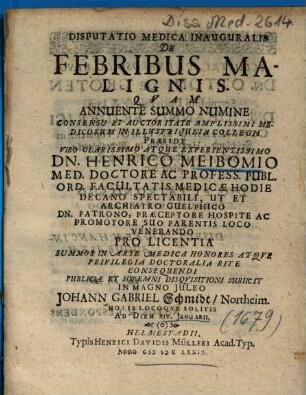 Diss. Med. 2614
DISPUTATIO MEDICA INAUGURALIS
DE
FEBRIBUS MA-
LIGNIS.
QUAM
ANNUENTE SUMMO NUMINE
CONSENSU ET AUCTORITATE AMPLISSIMI ME-
DICORUM IN ILLUSTRI JULIA COLLEGII
PRÆSIDE
VIRO CLARISSIMO ATQUE EXPERIENTISSIMO
DN. HENRICO MEIBOMIO
MED. DOCTORE AC PROFESS. PUBL.
ORD. FACULTATIS MEDICÆ HODIE
DECANO SPECTABILI, UT ET
ARCHIATRO GUELPHICO
DN. PATRONO, PRÆCEPTORE HOSPITE AC
PROMOTORE SUO PARENTIS LOCO
VENERANDO
PRO LICENTIA
SUMMOS IN ARTE MEDICA HONORES ATQUE
PRIVILEGIA DOCTORALIA RITE
CONSEQUENDI
PUBLICÆ ET SOLEMNI DISQVISITIONI SUBIICIT
IN MAGNO JULEO
JOHANN GABRIEL Schmidt/ Northeim.
HORIS LOCOQVE SOLITIS
AD DIEM XIV. JANUARII.
(1679)
HELMESTADII,
Typis HENRICI DAVIDIS MÜLLERI Acad. Typ.
ANNO CIƆ IƆ C LXXIX.